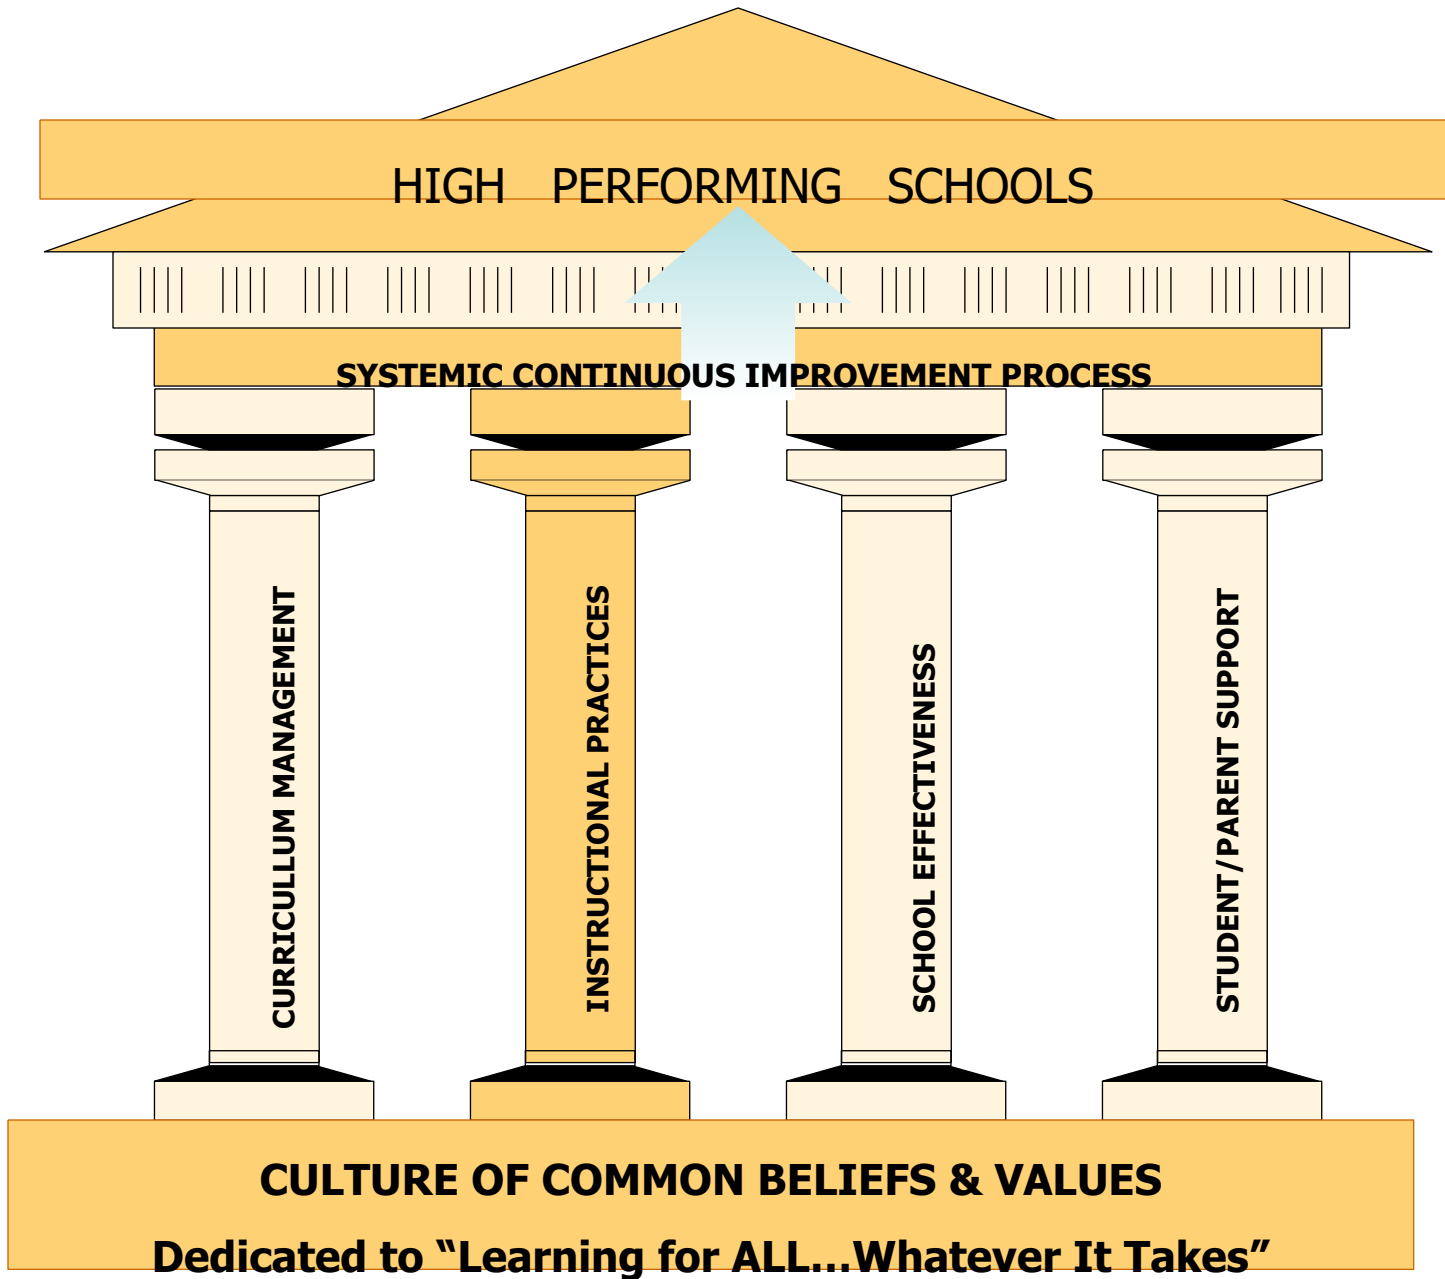 HIGH PERFORMING SCHOOLS
SYSTEMIC CONTINUOUS IMPROVEMENT PROCESS
CURRICULLUM MANAGEMENT
INSTRUCTIONAL PRACTICES
SCHOOL EFFECTIVENESS
STUDENT/PARENT SUPPORT
CULTURE OF COMMON BELIEFS & VALUES
Dedicated to “Learning for ALL…Whatever It Takes”